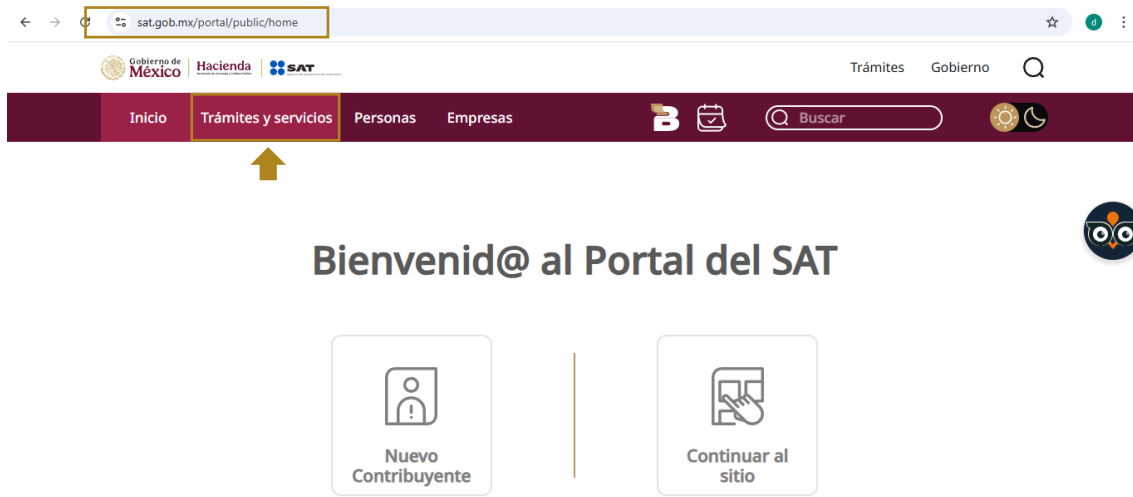 sat.gob.mx/portal/public/home
d
Gobierno de México
Hacienda
SAT
Trámites Gobierno
Inicio Trámites y servicios Personas Empresas
B
Buscar
Bienvenid@ al Portal del SAT
Nuevo
Contribuyente
Continuar al
sitio